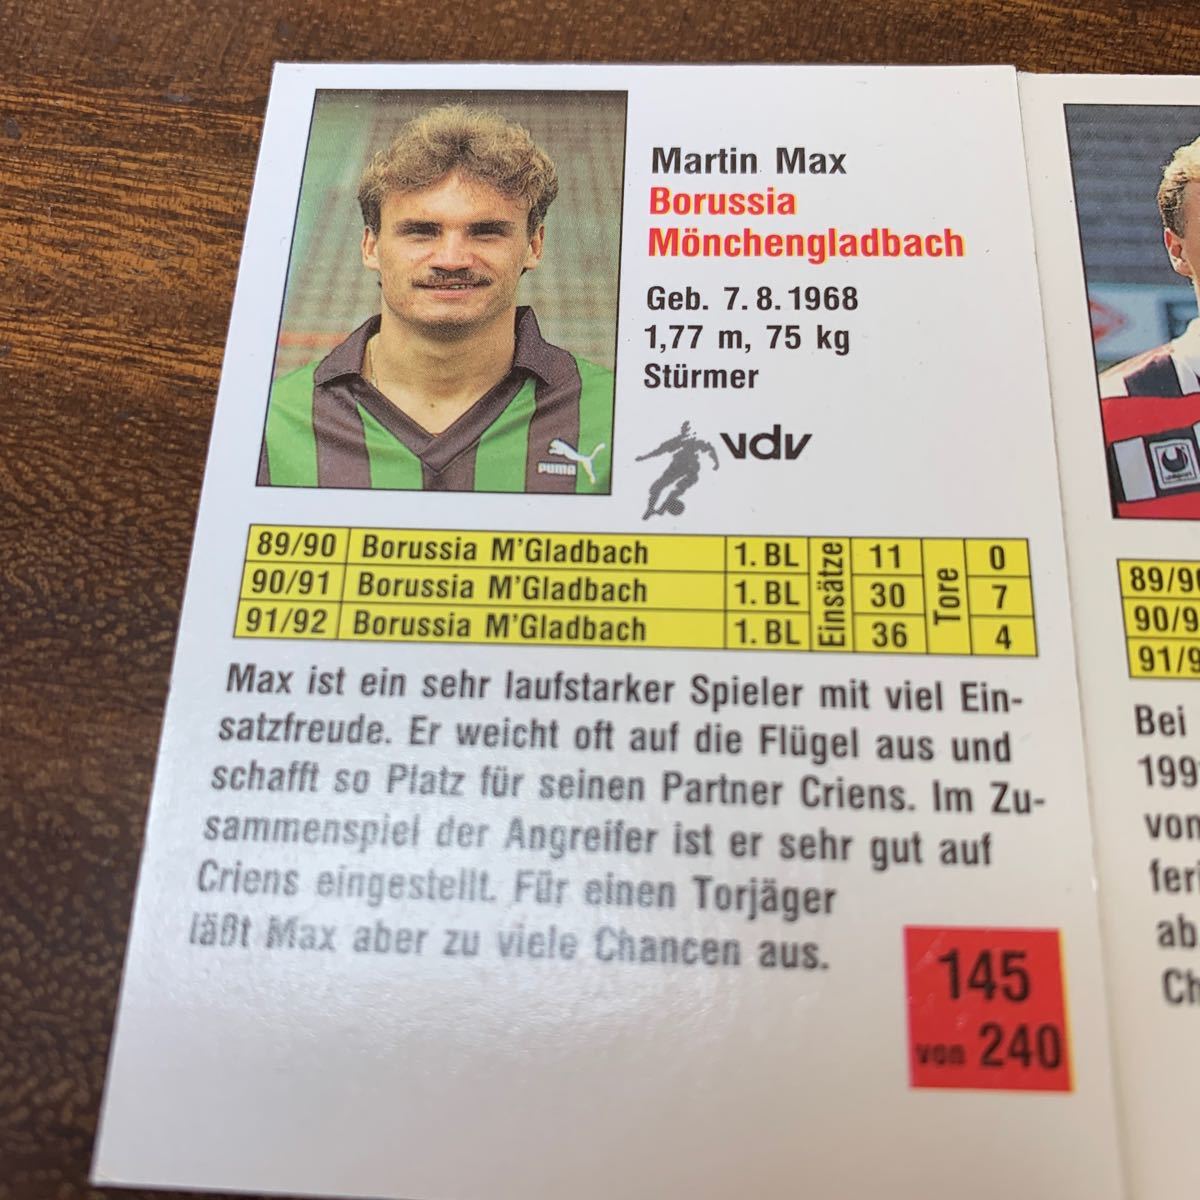 Martin Max
Borussia
Mönchengladbach
Geb. 7. 8. 1968
1,77 m, 75 kg
Stürmer
vdv
PUMA
89/90 Borussia M'Gladbach 1. BL Einsätze 11 Tore 0
90/91 Borussia M'Gladbach 1. BL 30 7
91/92 Borussia M'Gladbach 1. BL 36 4
Max ist ein sehr laufstarker Spieler mit viel Ein-
satzfreude. Er weicht oft auf die Flügel aus und
schafft so Platz für seinen Partner Criens. Im Zu-
sammenspiel der Angreifer ist er sehr gut auf
Criens eingestellt. Für einen Torjäger
läßt Max aber zu viele Chancen aus.
145
von 240
uhlsport
89/9
90/9
91/9
Bei
199
von
fer
ab
Ch